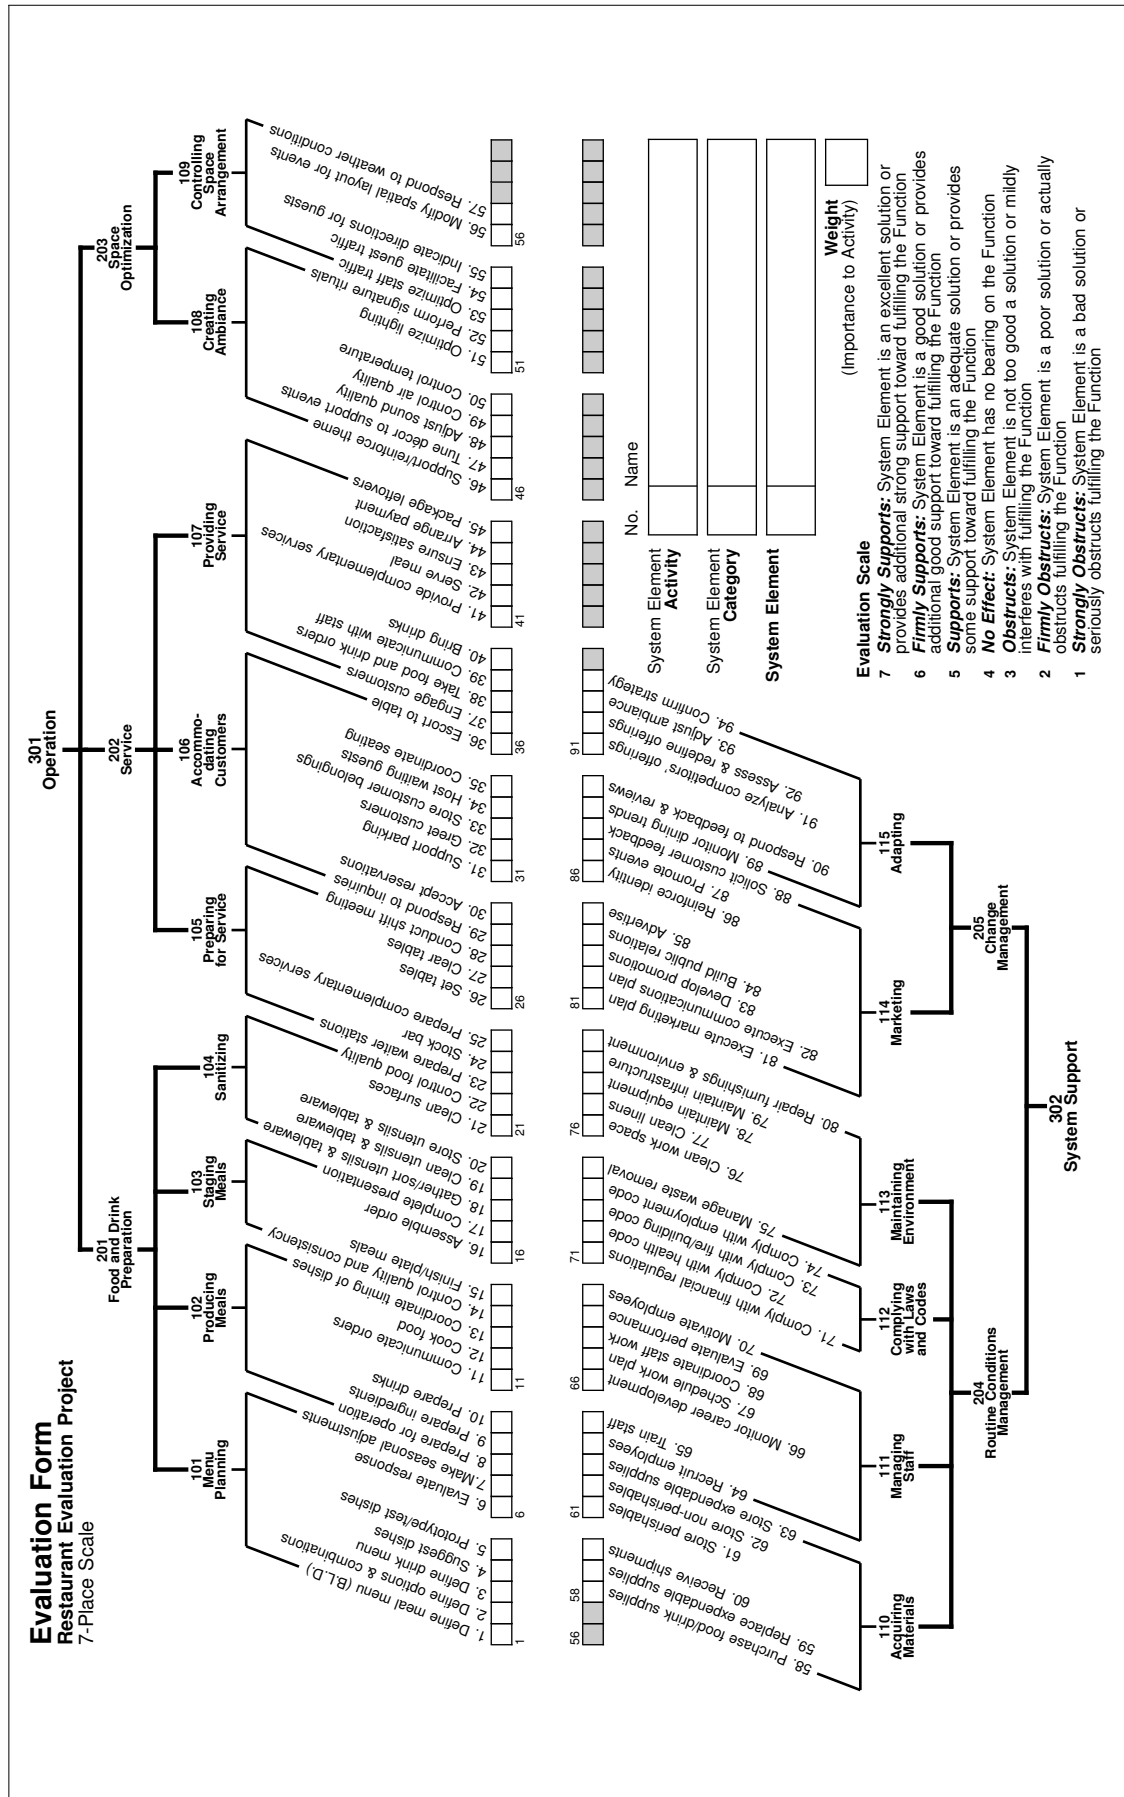 Evaluation Form
Restaurant Evaluation Project
7-Place Scale
301
Operation
201
Food and Drink
Preparation
202
Service
203
Space
Optimization
101
Menu
Planning
102
Producing
Meals
103
Staging
Meals
104
Sanitizing
105
Preparing
for Service
106
Accommo-
dating
Customers
107
Providing
Service
108
Creating
Ambiance
109
Controlling
Space
Arrangement
1. Define meal menu (B.L.D)
2. Define options & combinations
3. Define drink menu
4. Suggest dishes
5. Prototype/test dishes
6. Evaluate response
7. Make seasonal adjustments
8. Prepare for operation
9. Prepare ingredients
10. Prepare drinks
11. Communicate orders
12. Cook food
13. Coordinate timing of dishes
14. Control quality and consistency
15. Finish/plate meals
16. Assemble order
17. Complete presentation
18. Gather/sort utensils & tableware
19. Clean utensils & tableware
20. Store utensils & tableware
21. Clean surfaces
22. Control food quality
23. Prepare waiter stations
24. Stock bar
25. Prepare complementary services
26. Set tables
27. Clear tables
28. Conduct shift meeting
29. Respond to inquiries
30. Accept reservations
31. Support parking
32. Greet customers
33. Store customer belongings
34. Host waiting guests
35. Coordinate seating
36. Escort to table
37. Engage customers
38. Take food and drink orders
39. Communicate with staff
40. Bring drinks
41. Provide complementary services
42. Serve meal
43. Ensure satisfaction
44. Arrange payment
45. Package leftovers
46. Support/reinforce theme
47. Tune décor to support events
48. Adjust sound quality
49. Control air quality
50. Control temperature
51. Optimize lighting
52. Perform signature rituals
53. Optimize staff traffic
54. Facilitate guest traffic
55. Indicate directions for guests
56. Modify spatial layout for events
57. Respond to weather conditions
1
6
11
16
21
26
31
36
41
46
51
56
56
58
61
66
71
76
81
86
91
58. Purchase food/drink supplies
59. Replace expendable supplies
60. Receive shipments
61. Store perishables
62. Store non-perishables
63. Store expendable supplies
64. Recruit employees
65. Train staff
66. Monitor career development
67. Schedule work plan
68. Coordinate staff work
69. Evaluate performance
70. Motivate employees
71. Comply with financial regulations
72. Comply with health code
73. Comply with fire/building code
74. Comply with employment code
75. Manage waste removal
76. Clean work space
77. Clean linens
78. Maintain equipment
79. Maintain infrastructure
80. Repair furnishings & environment
81. Execute marketing plan
82. Execute communications plan
83. Develop promotions
84. Build public relations
85. Advertise
86. Reinforce identity
87. Promote events
88. Solicit customer feedback
89. Monitor dining trends
90. Respond to feedback & reviews
91. Analyze competitors' offerings
92. Assess & redefine offerings
93. Adjust ambiance
94. Confirm strategy
110
Acquiring
Materials
111
Managing
Staff
112
Complying
with Laws
and Codes
113
Maintaining
Environment
114
Marketing
115
Adapting
204
Routine Conditions
Management
205
Change
Management
302
System Support
No.
Name
System Element
Activity
System Element
Category
System Element
Weight
(Importance to Activity)
Evaluation Scale
7 Strongly Supports: System Element is an excellent solution or
provides additional strong support toward fulfilling the Function
6 Firmly Supports: System Element is a good solution or provides
additional good support toward fulfilling the Function
5 Supports: System Element is an adequate solution or provides
some support toward fulfilling the Function
4 No Effect: System Element has no bearing on the Function
3 Obstructs: System Element is not too good a solution or mildly
interferes with fulfilling the Function
2 Firmly Obstructs: System Element is a poor solution or actually
obstructs fulfilling the Function
1 Strongly Obstructs: System Element is a bad solution or
seriously obstructs fulfilling the Function